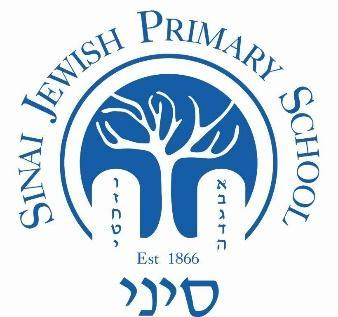 SINAI JEWISH PRIMARY SCHOOL
ו ז ח ט י
א ב ג ד ה
Est 1866
סיני